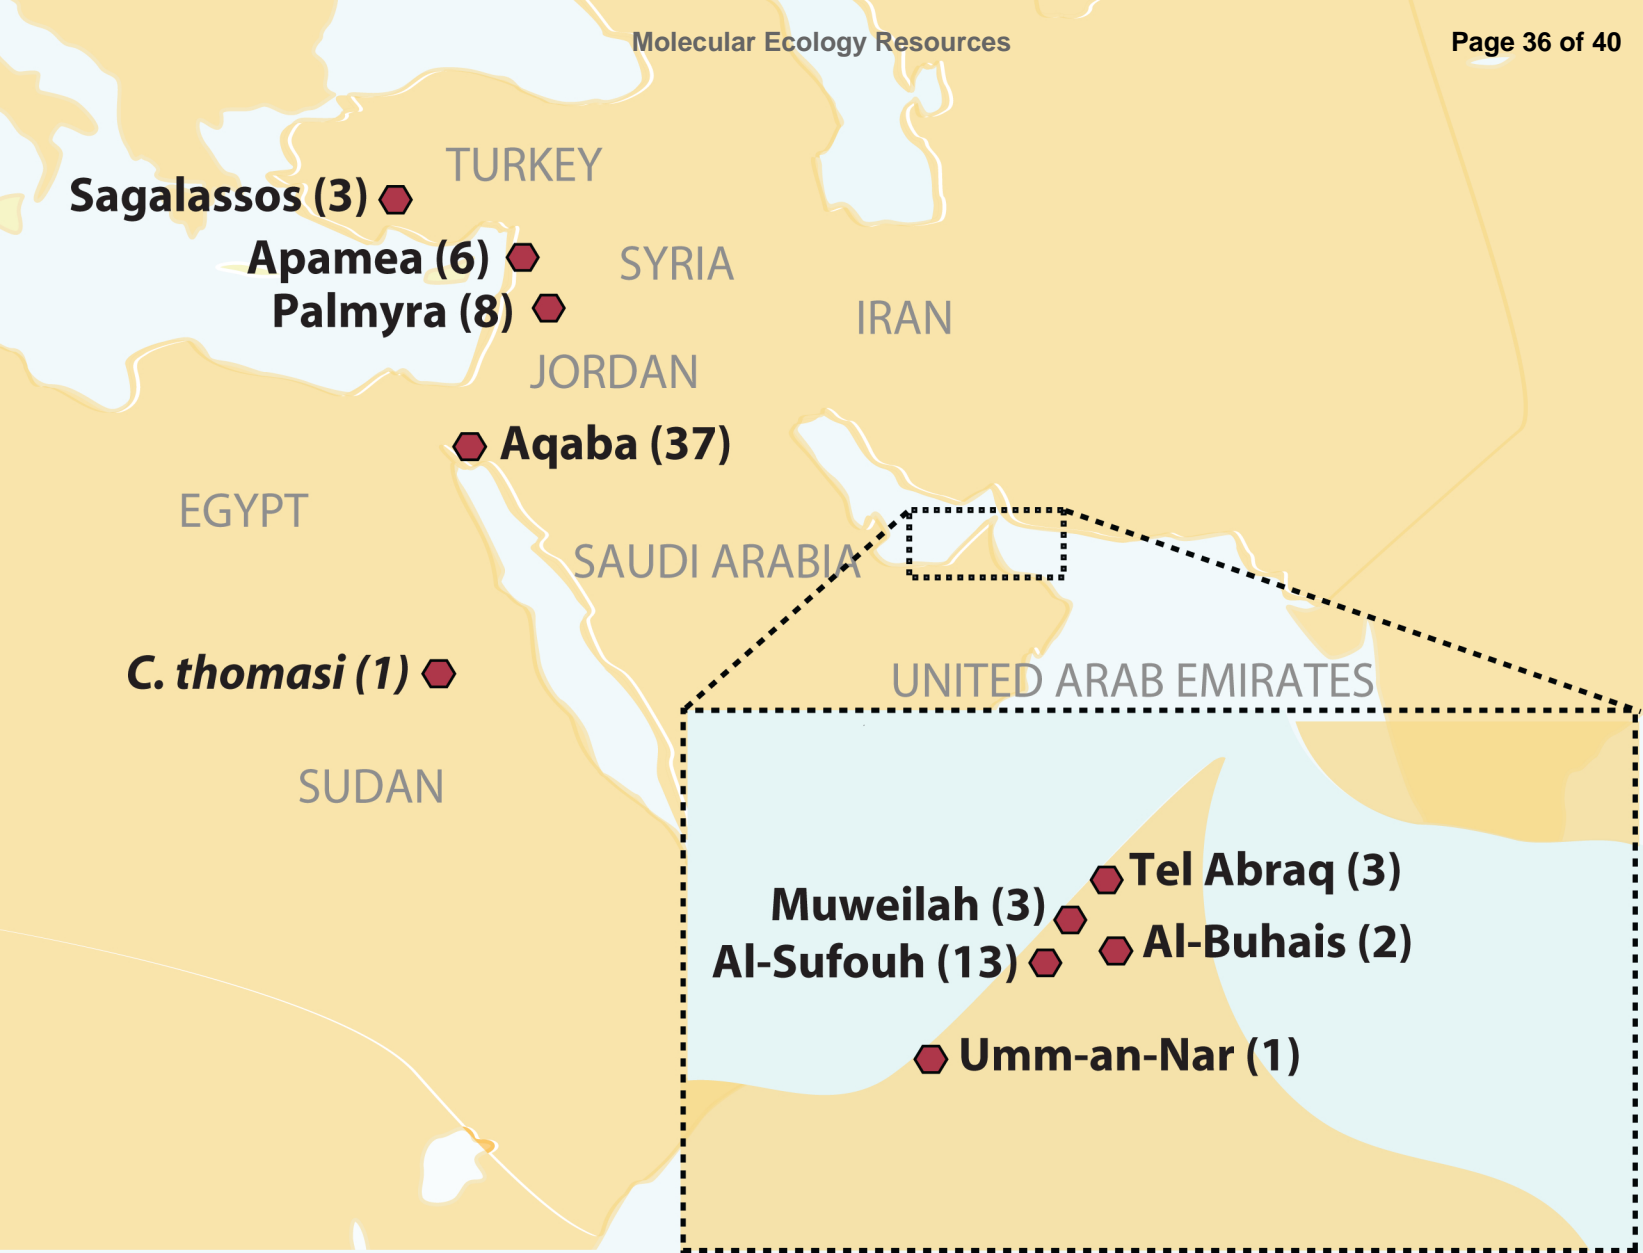 Molecular Ecology Resources
Page 36 of 40
TURKEY
Sagalassos (3)
Apamea (6)
SYRIA
Palmyra (8)
IRAN
JORDAN
Aqaba (37)
EGYPT
SAUDI ARABIA
C. thomasi (1)
UNITED ARAB EMIRATES
SUDAN
Tel Abraq (3)
Muweilah (3)
Al-Buhais (2)
Al-Sufouh (13)
Umm-an-Nar (1)